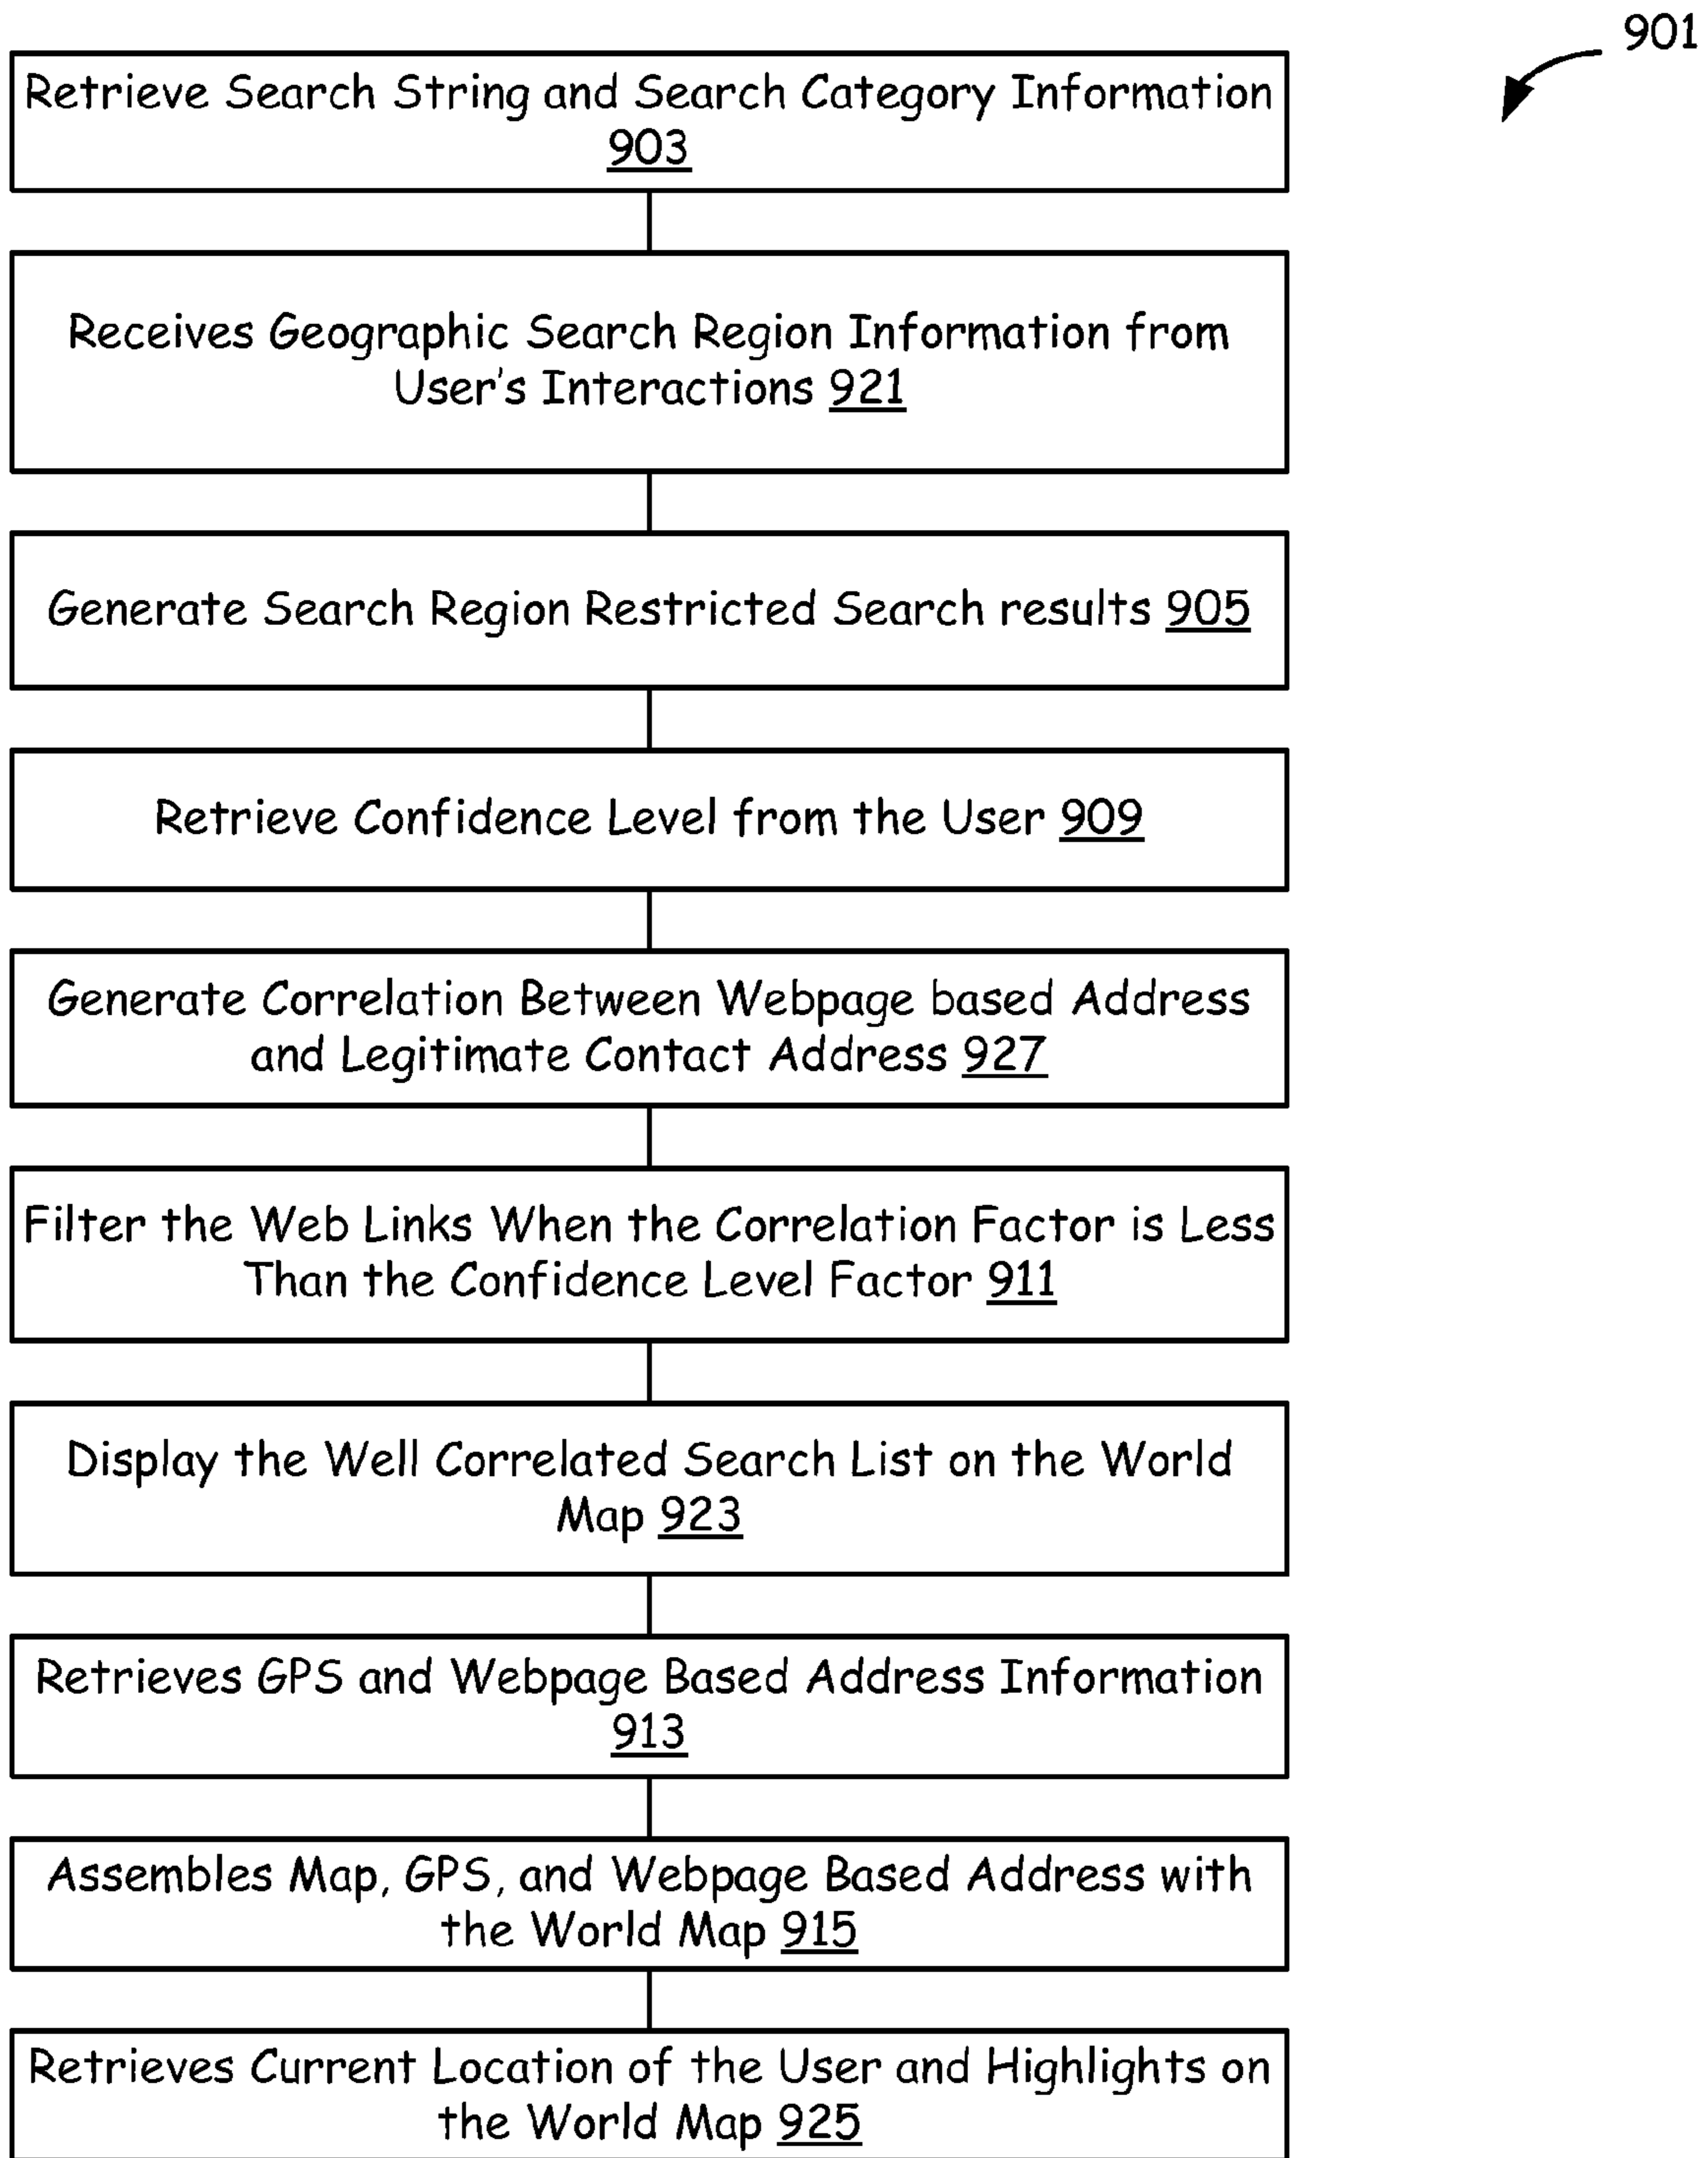 901
Retrieve Search String and Search Category Information
903
Receives Geographic Search Region Information from
User's Interactions 921
Generate Search Region Restricted Search results 905
Retrieve Confidence Level from the User 909
Generate Correlation Between Webpage based Address
and Legitimate Contact Address 927
Filter the Web Links When the Correlation Factor is Less
Than the Confidence Level Factor 911
Display the Well Correlated Search List on the World
Map 923
Retrieves GPS and Webpage Based Address Information
913
Assembles Map, GPS, and Webpage Based Address with
the World Map 915
Retrieves Current Location of the User and Highlights on
the World Map 925